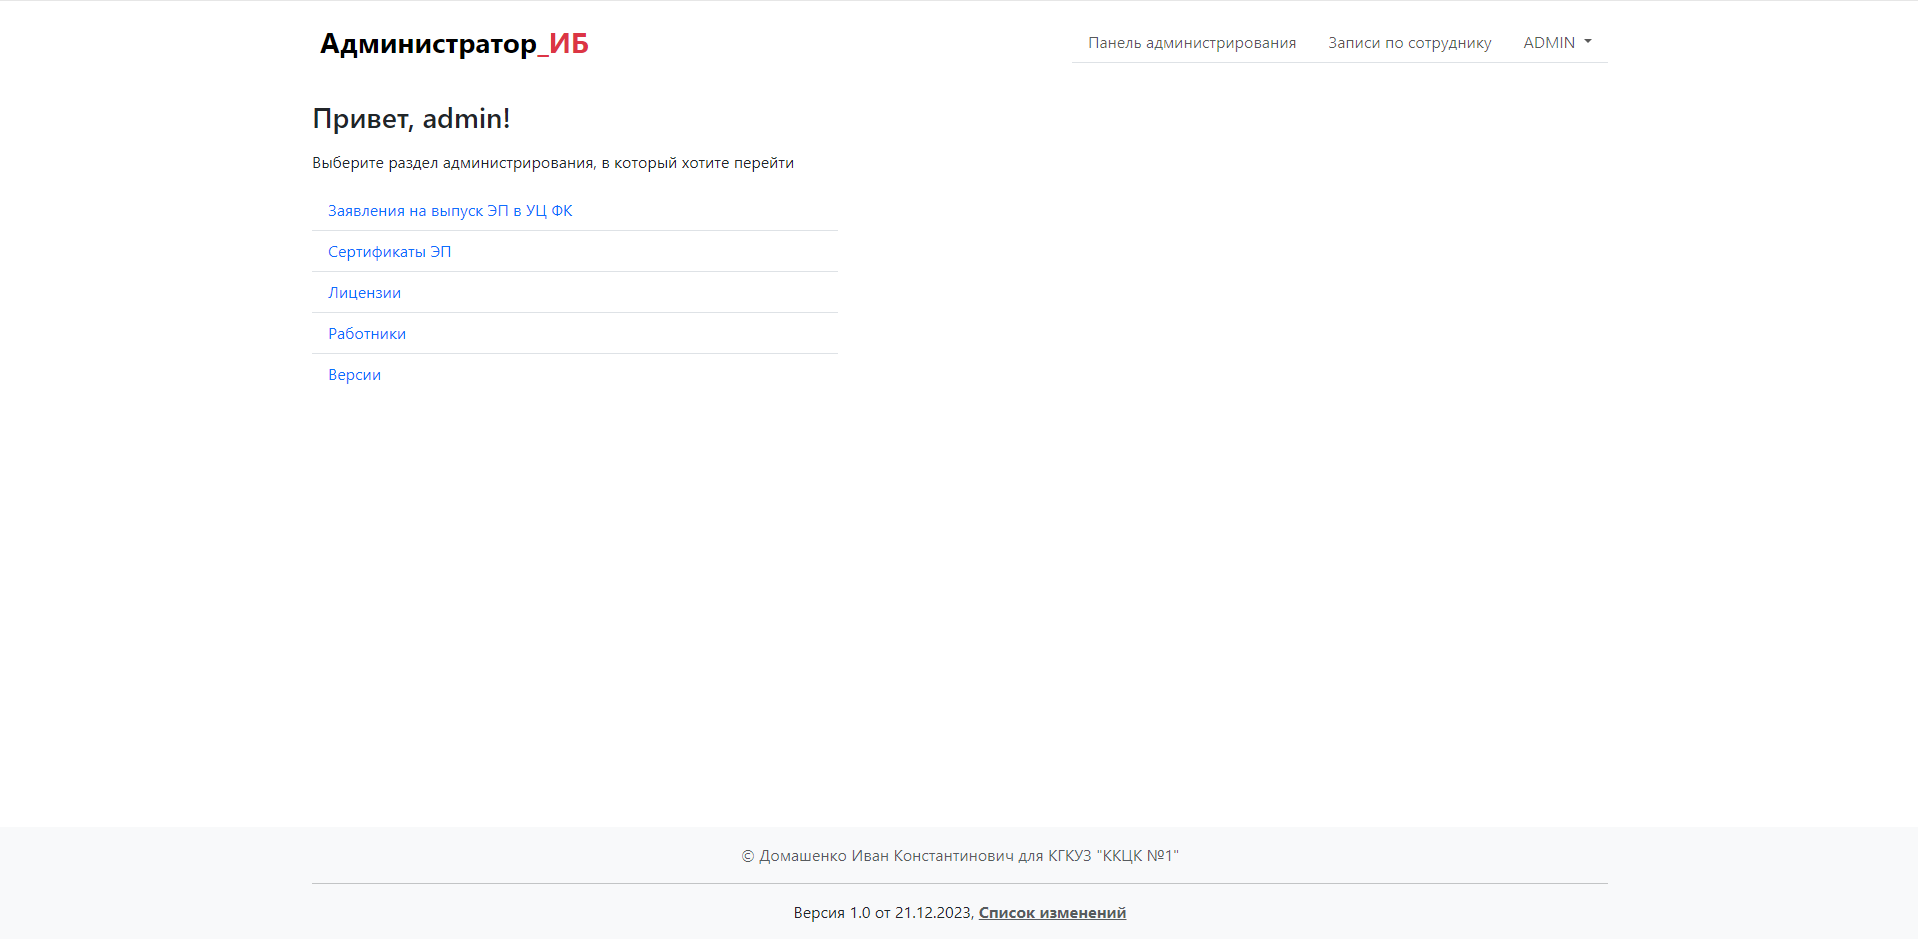 Администратор_ИБ
Панель администрирования Записи по сотруднику ADMIN
Привет, admin!
Выберите раздел администрирования, в который хотите перейти
Заявления на выпуск ЭП в УЦ ФК
Сертификаты ЭП
Лицензии
Работники
Версии
© Домашенко Иван Константинович для КГКУЗ "ККЦК №1"
Версия 1.0 от 21.12.2023, Список изменений